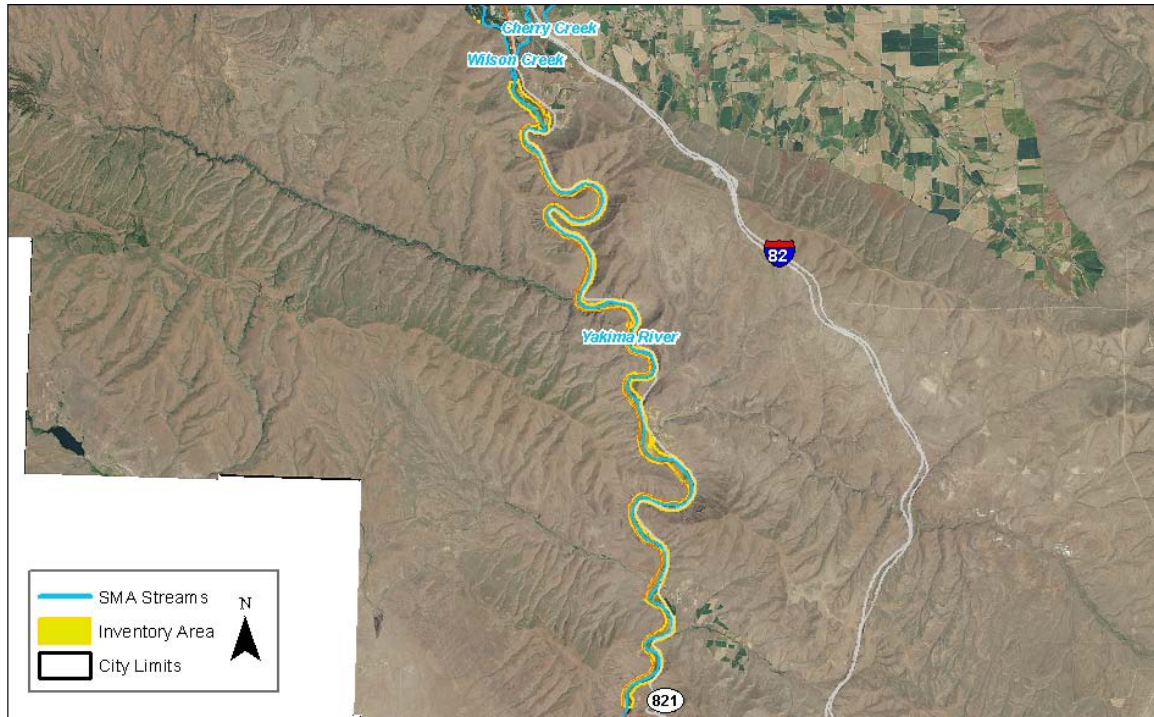 Cherry Creek
Wilson Creek
82
Yakima River
SMA Streams
N
Inventory Area
City Limits
821